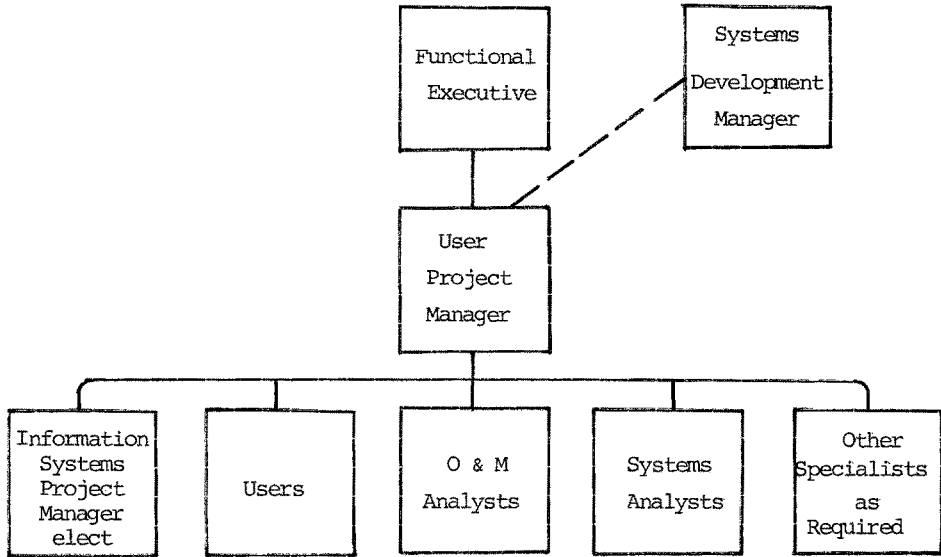 Functional
Executive
Systems
Development
Manager
User
Project
Manager
Information
Systems
Project
Manager
elect
Users
O & M
Analysts
Systems
Analysts
Other
Specialists
as
Required